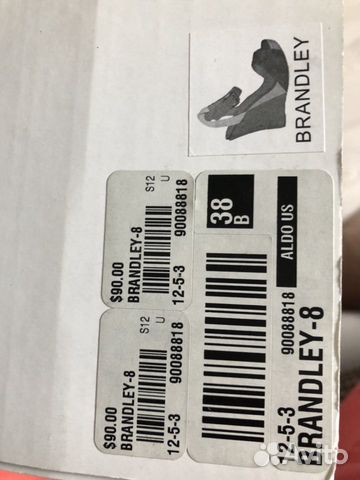 BRANDLEY
$90.00
BRANDLEY-8
S12
U
12-5-3 90088818
$90.00
BRANDLEY-8
S12
U
12-5-3 90088818
38
B
ALDO US
12-5-3 90088818
BRANDLEY-8
Avito